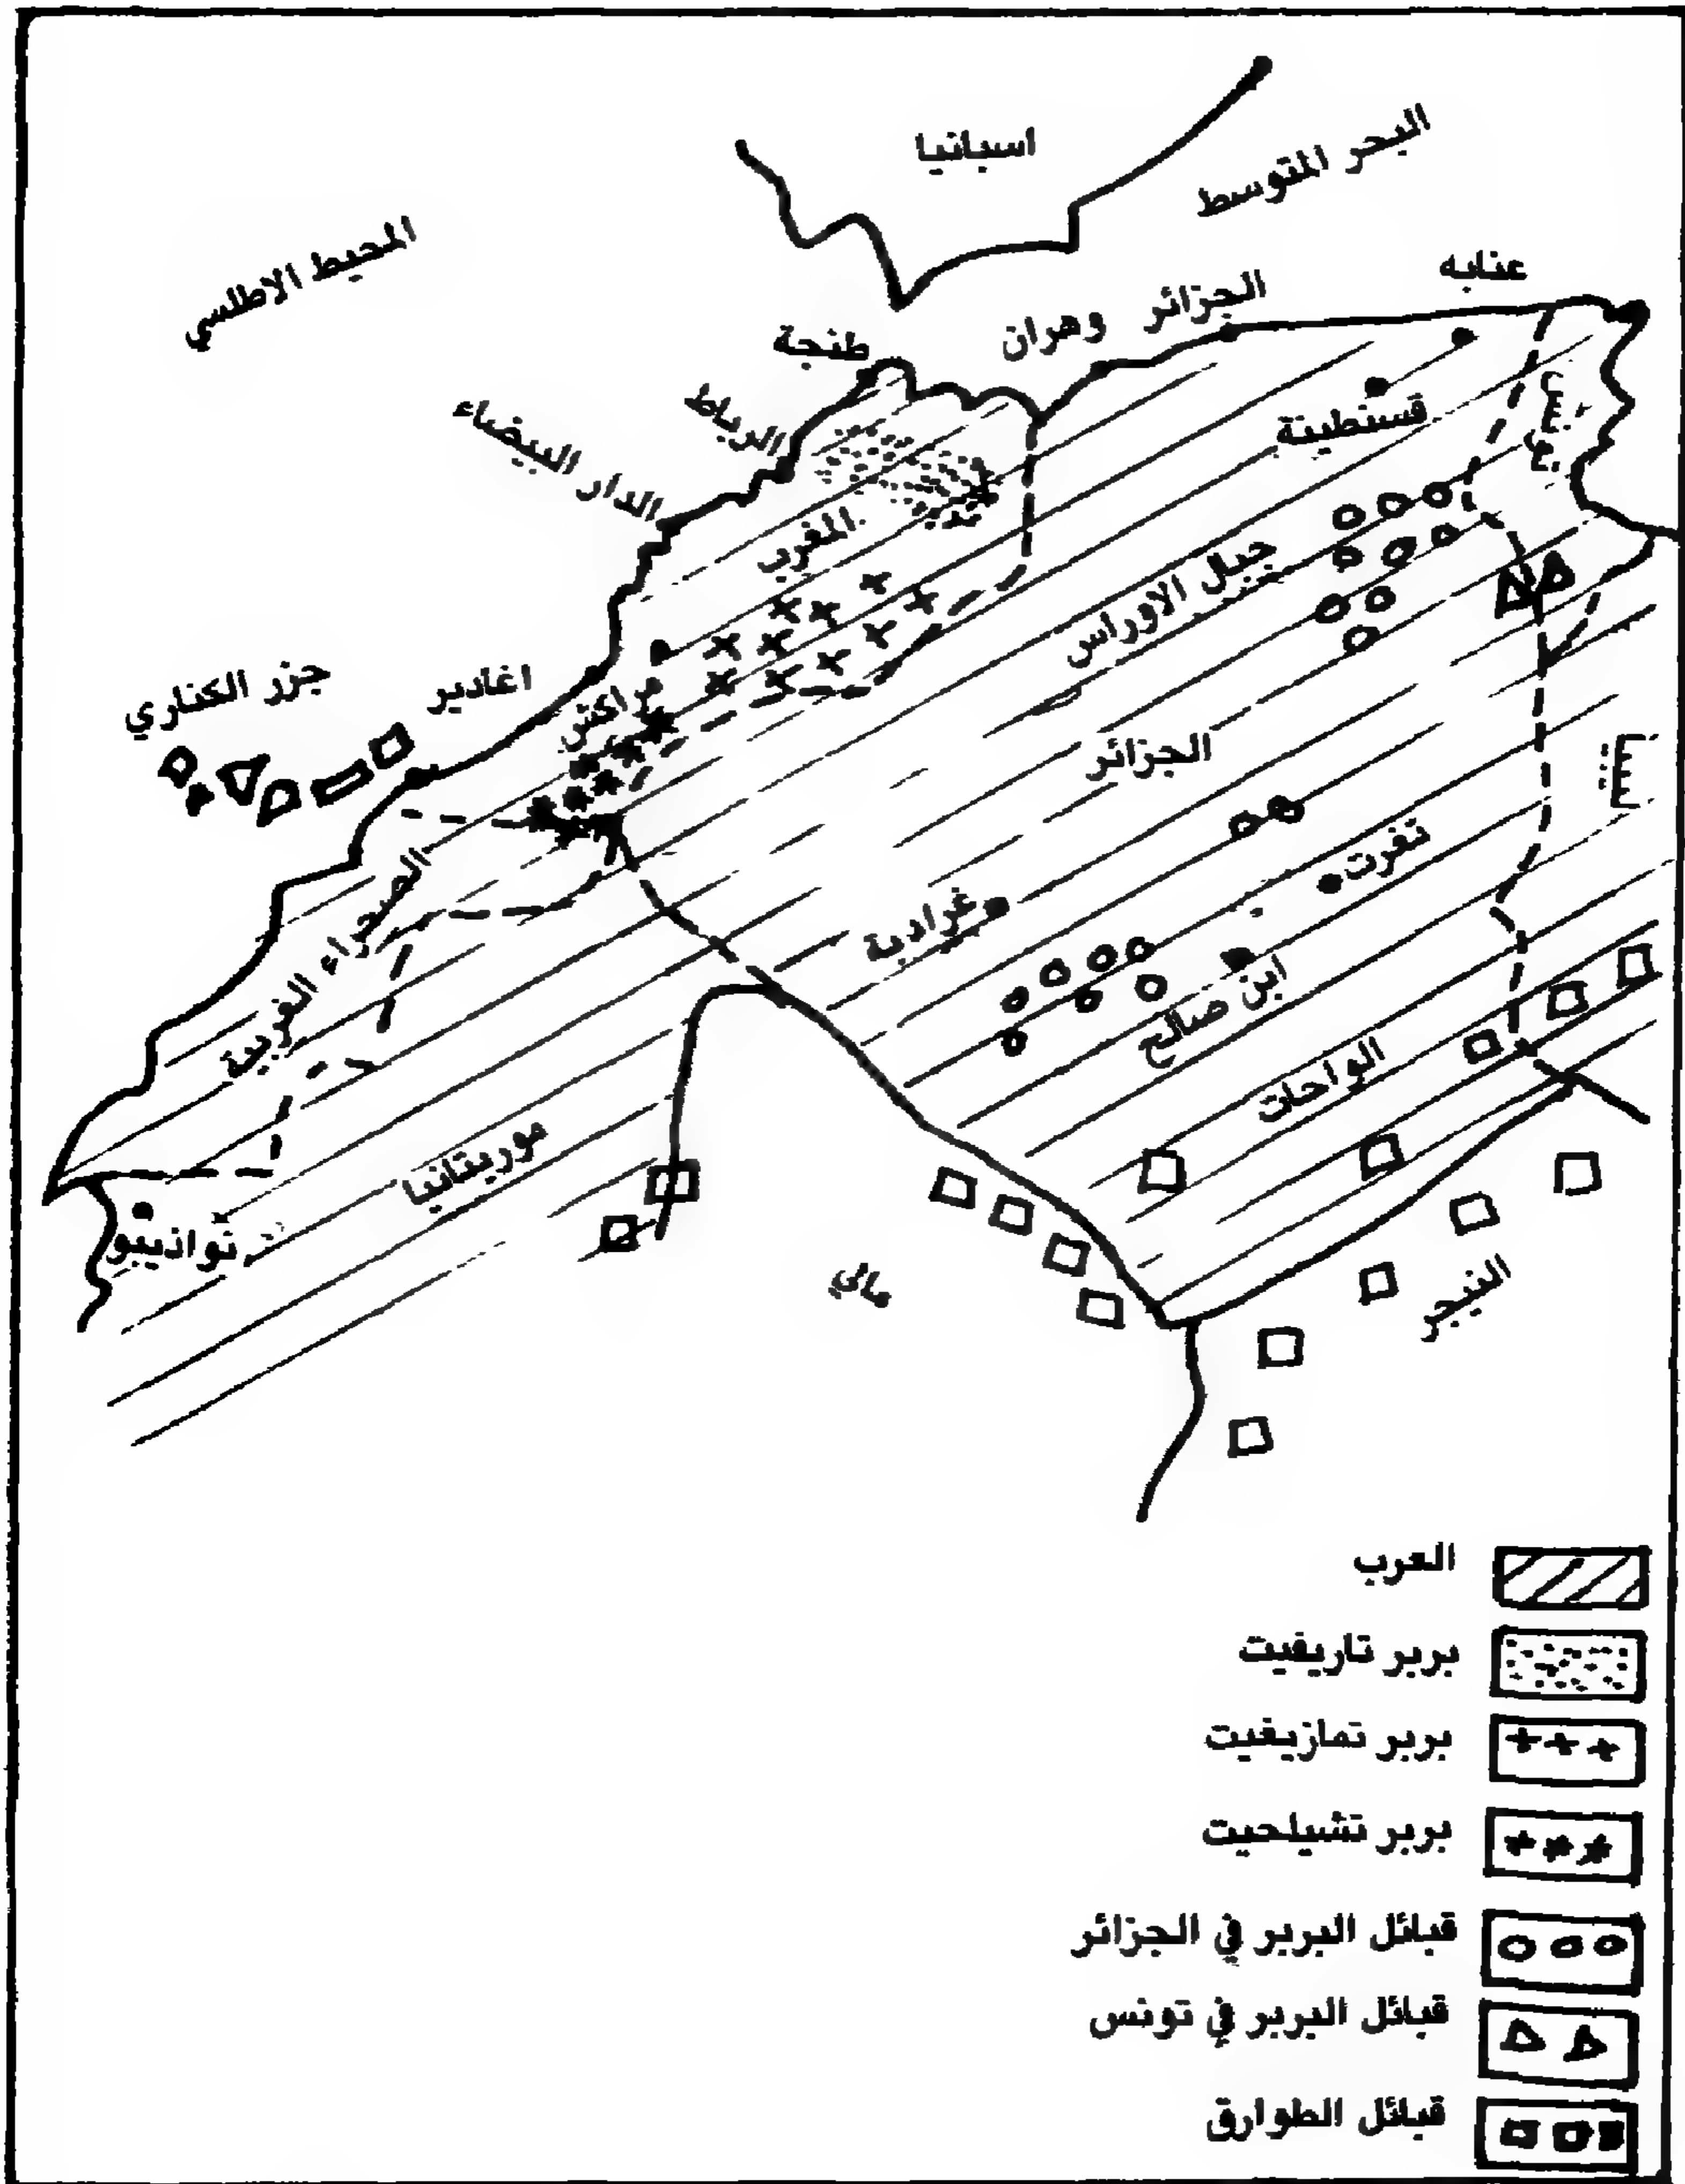 اسبانيا
البحر المتوسط
المحيط الاطلسي
عنابه
الجزائر
وهران
طنجة
الرباط
الدار البيضاء
قسنطينة
المغرب
جبال الاوراس
جزر الكناري
اغادير
مراكش
الجزائر
تفرت
غرادية
ابن صالح
الصحراء الغربية
الواحات
موريتانيا
نواذيبو
مالي
النيجر
العرب
بربر تاريفيت
بربر تمازيغيت
بربر تشيلحيت
قبائل البربر في الجزائر
قبائل البربر في تونس
قبائل الطوارق